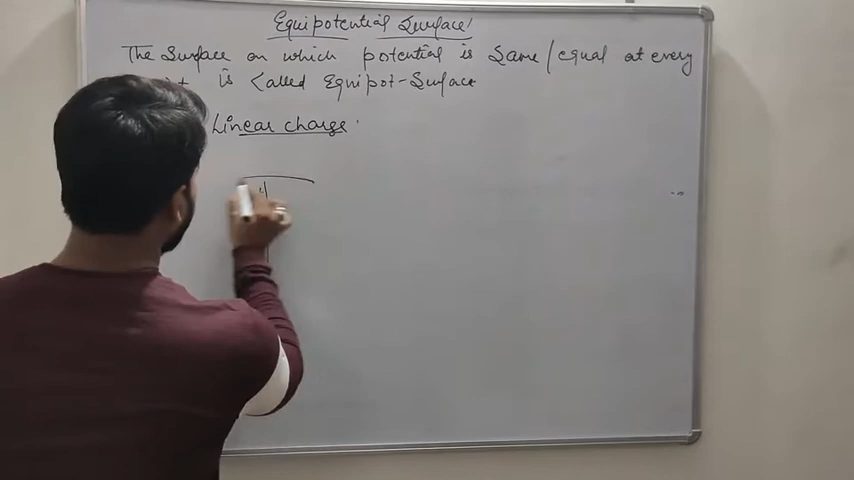 Equipotential Surface
The Surface on which potential is Same/equal at every
is Called Equipot-Surface
Linear charge